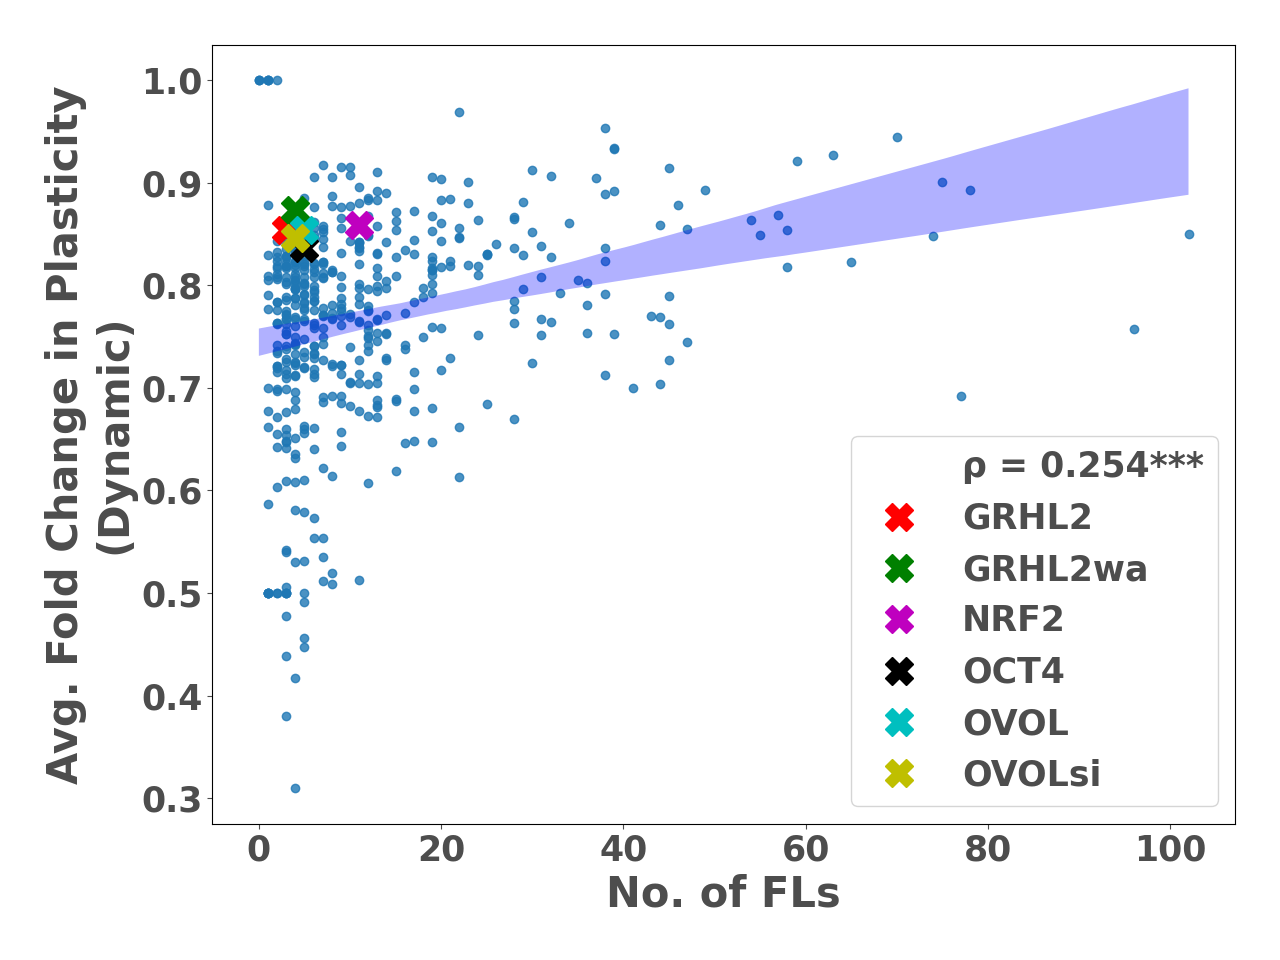 Avg. Fold Change in Plasticity
(Dynamic)
1.0
0.9
0.8
0.7
0.6
0.5
0.4
0.3
ρ = 0.254***
GRHL2
GRHL2wa
NRF2
OCT4
OVOL
OVOLsi
0 20 40 60 80 100
No. of FLs